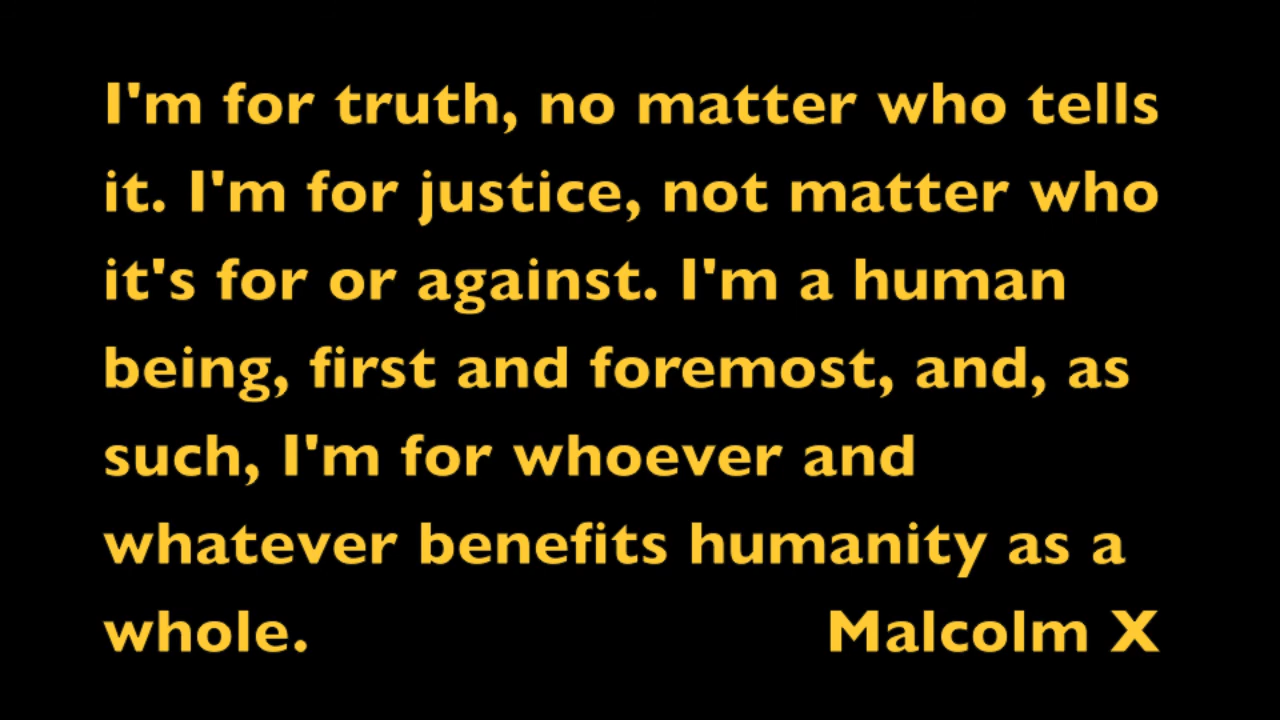 I'm for truth, no matter who tells
it. I'm for justice, not matter who
it's for or against. I'm a human
being, first and foremost, and, as
such, I'm for whoever and
whatever benefits humanity as a
whole. Malcolm X